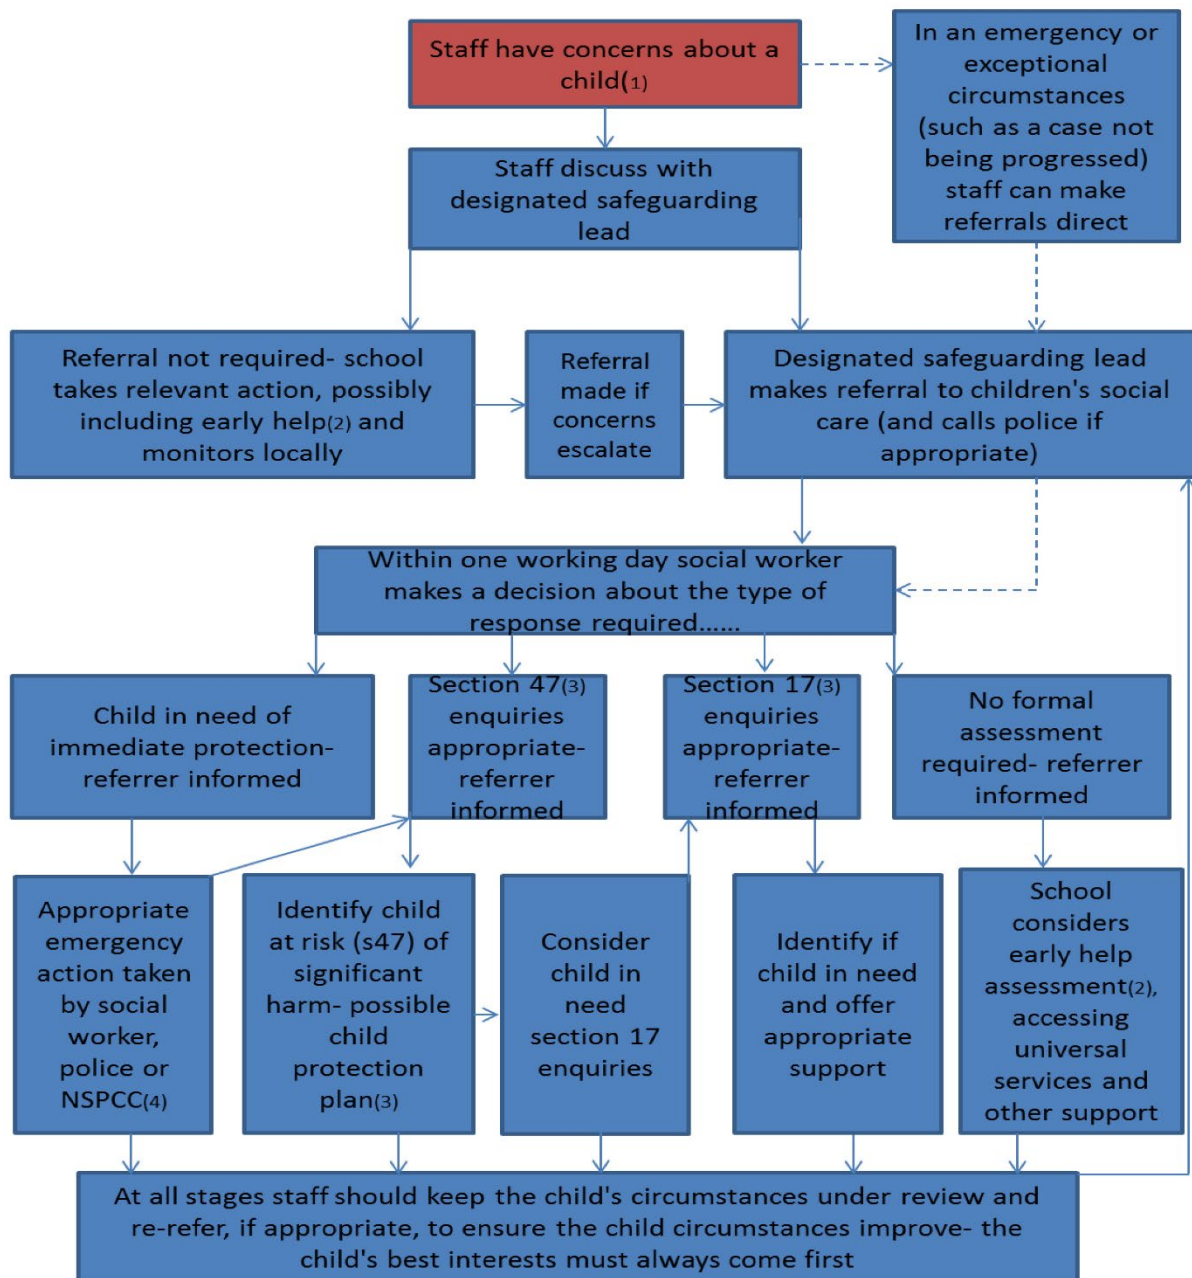 Staff have concerns about a
child(1)
In an emergency or
exceptional
circumstances
(such as a case not
being progressed)
staff can make
referrals direct
Staff discuss with
designated safeguarding
lead
Referral not required- school
takes relevant action, possibly
including early help(2) and
monitors locally
Referral
made if
concerns
escalate
Designated safeguarding lead
makes referral to children's social
care (and calls police if
appropriate)
Within one working day social worker
makes a decision about the type of
response required......
Child in need of
immediate protection-
referrer informed
Section 47(3)
enquiries
appropriate-
referrer
informed
Section 17(3)
enquiries
appropriate-
referrer
informed
No formal
assessment
required- referrer
informed
Appropriate
emergency
action taken
by social
worker,
police or
NSPCC(4)
Identify child
at risk (s47) of
significant
harm- possible
child
protection
plan(3)
Consider
child in
need
section 17
enquiries
Identify if
child in need
and offer
appropriate
support
School
considers
early help
assessment(2),
accessing
universal
services and
other support
At all stages staff should keep the child's circumstances under review and
re-refer, if appropriate, to ensure the child circumstances improve- the
child's best interests must always come first